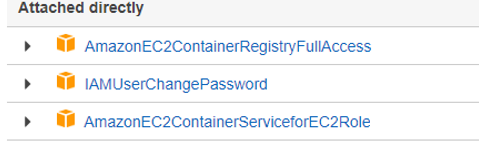 Attached directly
AmazonEC2ContainerRegistryFullAccess
IAMUserChangePassword
AmazonEC2ContainerServiceforEC2Role